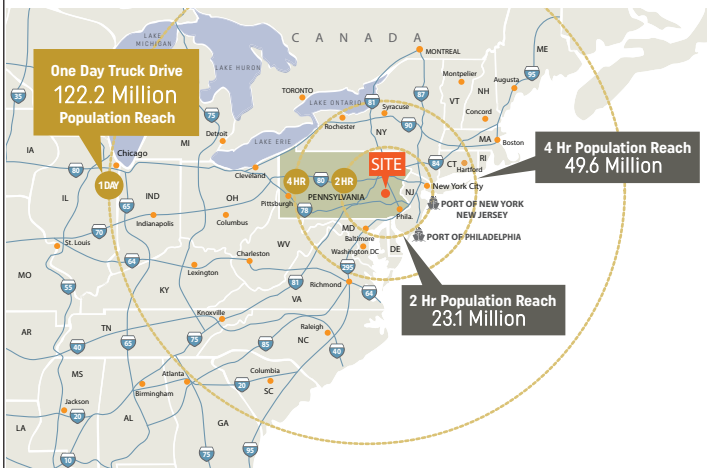 C A N A D A
LAKE
MICHIGAN
LAKE HURON
LAKE ONTARIO
LAKE ERIE
One Day Truck Drive
122.2 Million
Population Reach
4 Hr Population Reach
49.6 Million
2 Hr Population Reach
23.1 Million
SITE
1 DAY
4 HR
2 HR
PENNSYLVANIA
PORT OF NEW YORK
NEW JERSEY
PORT OF PHILADELPHIA
MONTREAL
ME
Montpelier
Augusta
VT
NH
Concord
MA
Boston
CT
RI
Hartford
TORONTO
Rochester
Syracuse
NY
New York City
NJ
Phila.
MI
Detroit
Cleveland
Pittsburgh
IA
Chicago
IL
IND
Indianapolis
OH
Columbus
MD
Baltimore
Washington DC
DE
WV
Charleston
VA
Richmond
St. Louis
MO
Lexington
KY
Knoxville
TN
Raleigh
NC
AR
MS
Jackson
LA
AL
Birmingham
Atlanta
GA
Columbia
SC
35
75
81
87
95
90
84
80
80
78
65
70
64
55
81
295
64
40
65
75
85
40
20
20
10
75
95